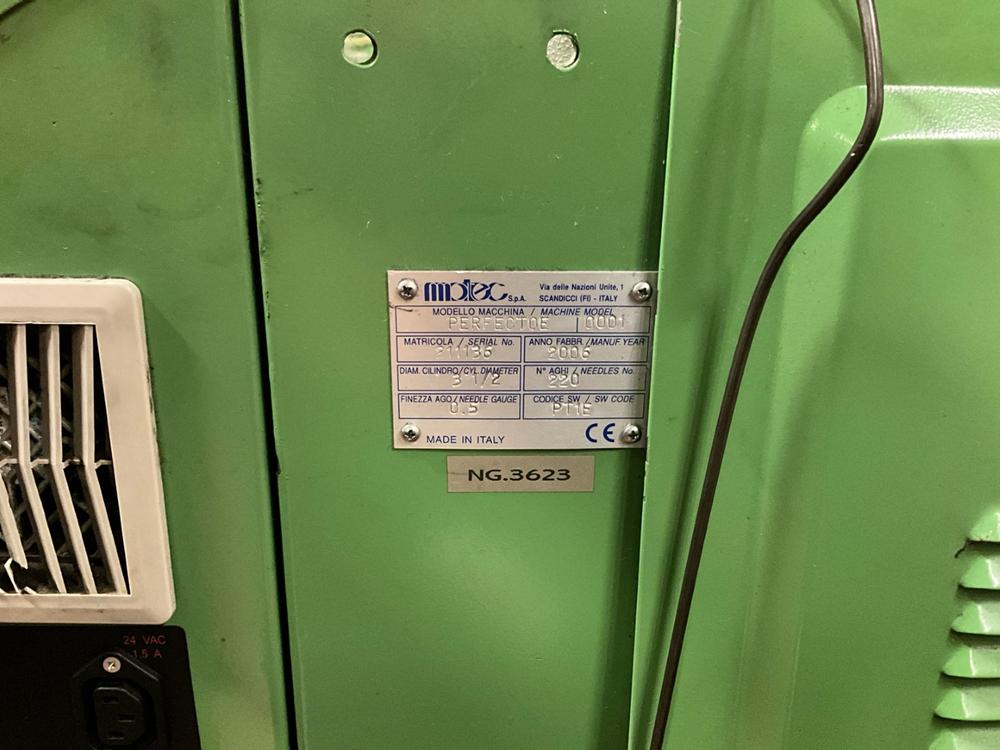 matec S.p.A. Via delle Nazioni Unite, 1
SCANDICCI (FI) - ITALY
MODELLO MACCHINA / MACHINE MODEL
PERFECTOE 0001
MATRICOLA / SERIAL No. ANNO FABBR./MANUF.YEAR
211136 2006
DIAM. CILINDRO/CYL.DIAMETER N° AGHI / NEEDLES No.
3 1/2 220
FINEZZA AGO/NEEDLE GAUGE CODICE SW / SW CODE
0.5 P11E
MADE IN ITALY CE
NG.3623
24 VAC
1,5 A